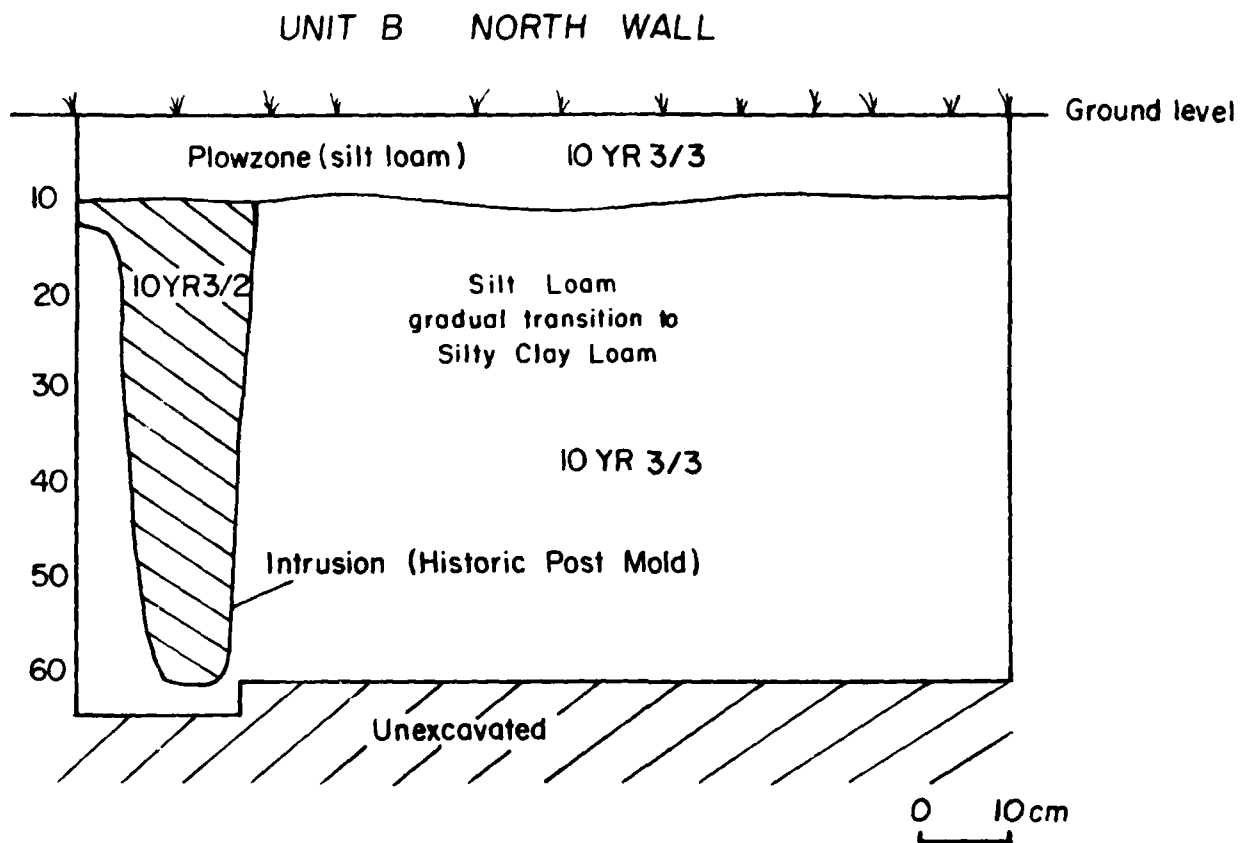 UNIT B NORTH WALL
Ground level
Plowzone (silt loam) 10 YR 3/3
10
10YR3/2
20
Silt Loam
gradual transition to
Silty Clay Loam
30
40
10 YR 3/3
50
Intrusion (Historic Post Mold)
60
Unexcavated
0 10 cm